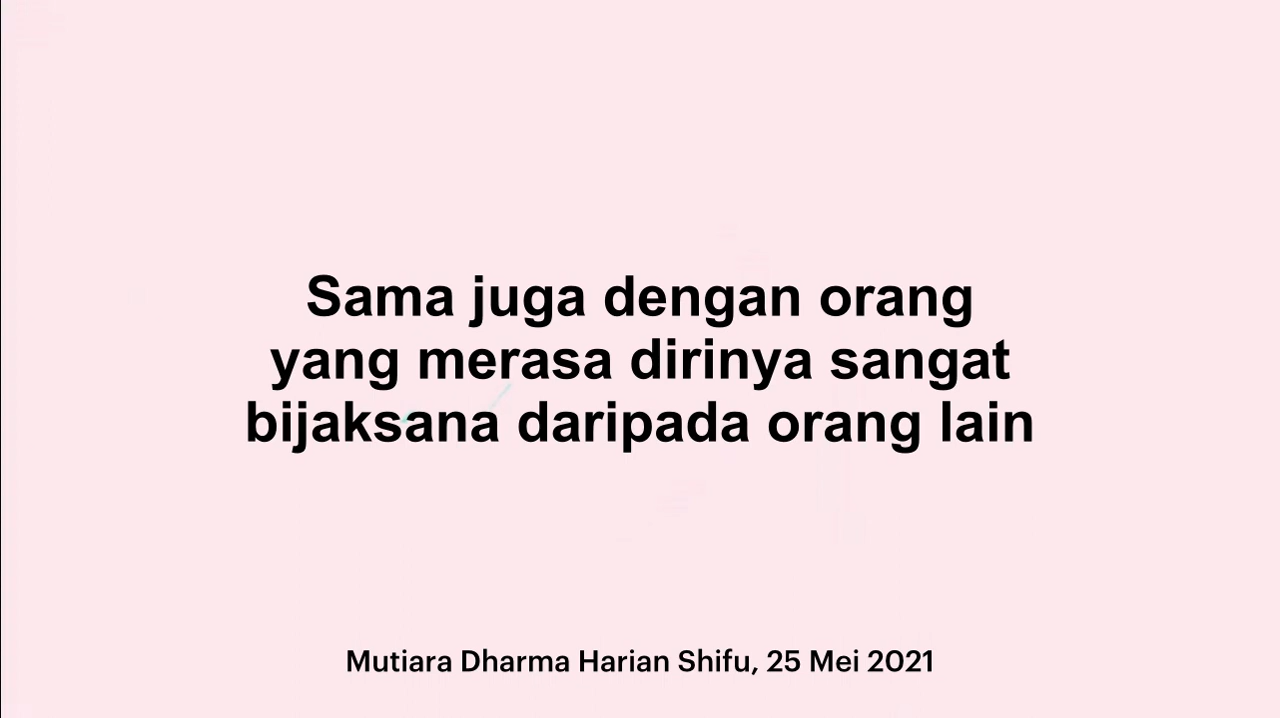 Sama juga dengan orang
yang merasa dirinya sangat
bijaksana daripada orang lain
Mutiara Dharma Harian Shifu, 25 Mei 2021